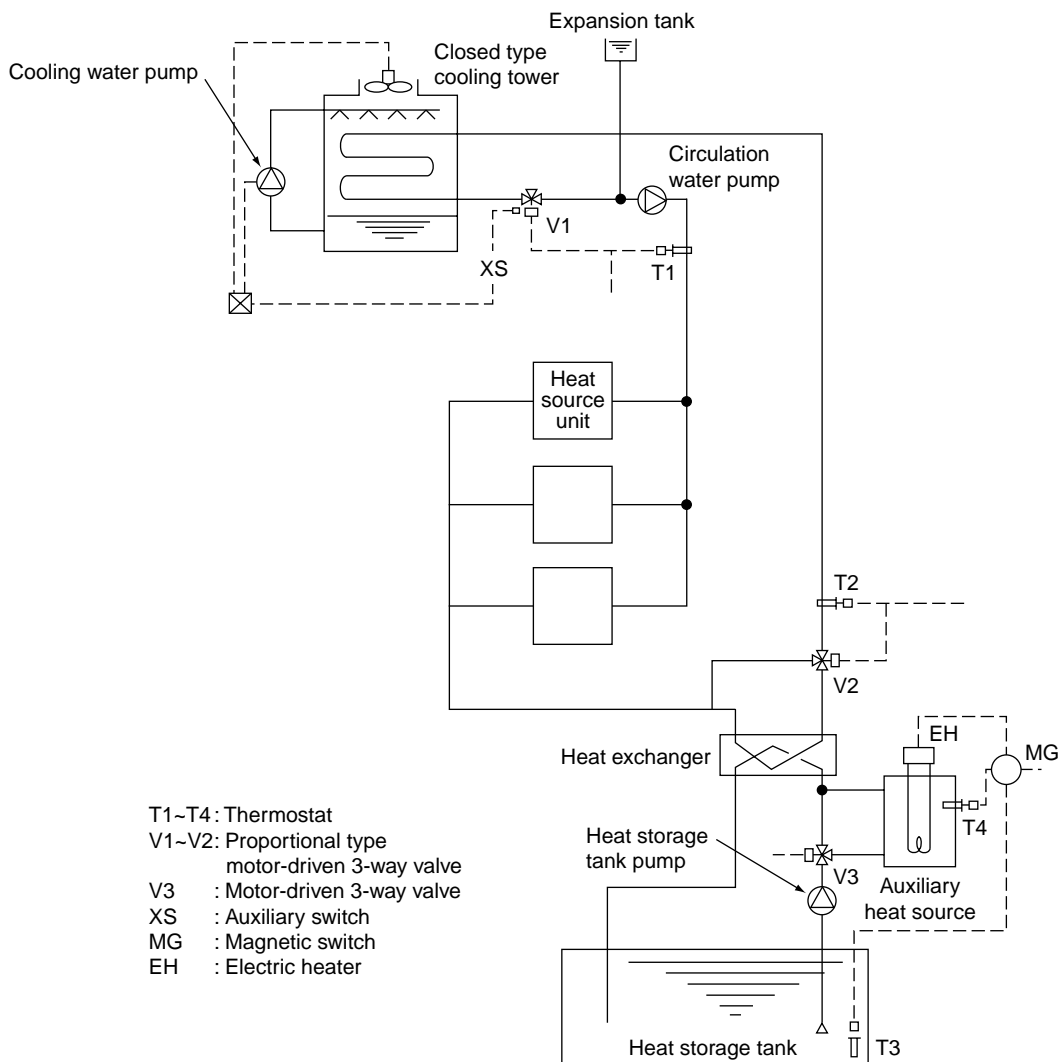 Expansion tank
Closed type
cooling tower
Cooling water pump
Circulation
water pump
V1
XS
T1
Heat
source
unit
T2
V2
EH
MG
Heat exchanger
T4
T1~T4 : Thermostat
V1~V2 : Proportional type
motor-driven 3-way valve
V3 : Motor-driven 3-way valve
XS : Auxiliary switch
MG : Magnetic switch
EH : Electric heater
Heat storage
tank pump
V3
Auxiliary
heat source
Heat storage tank
T3